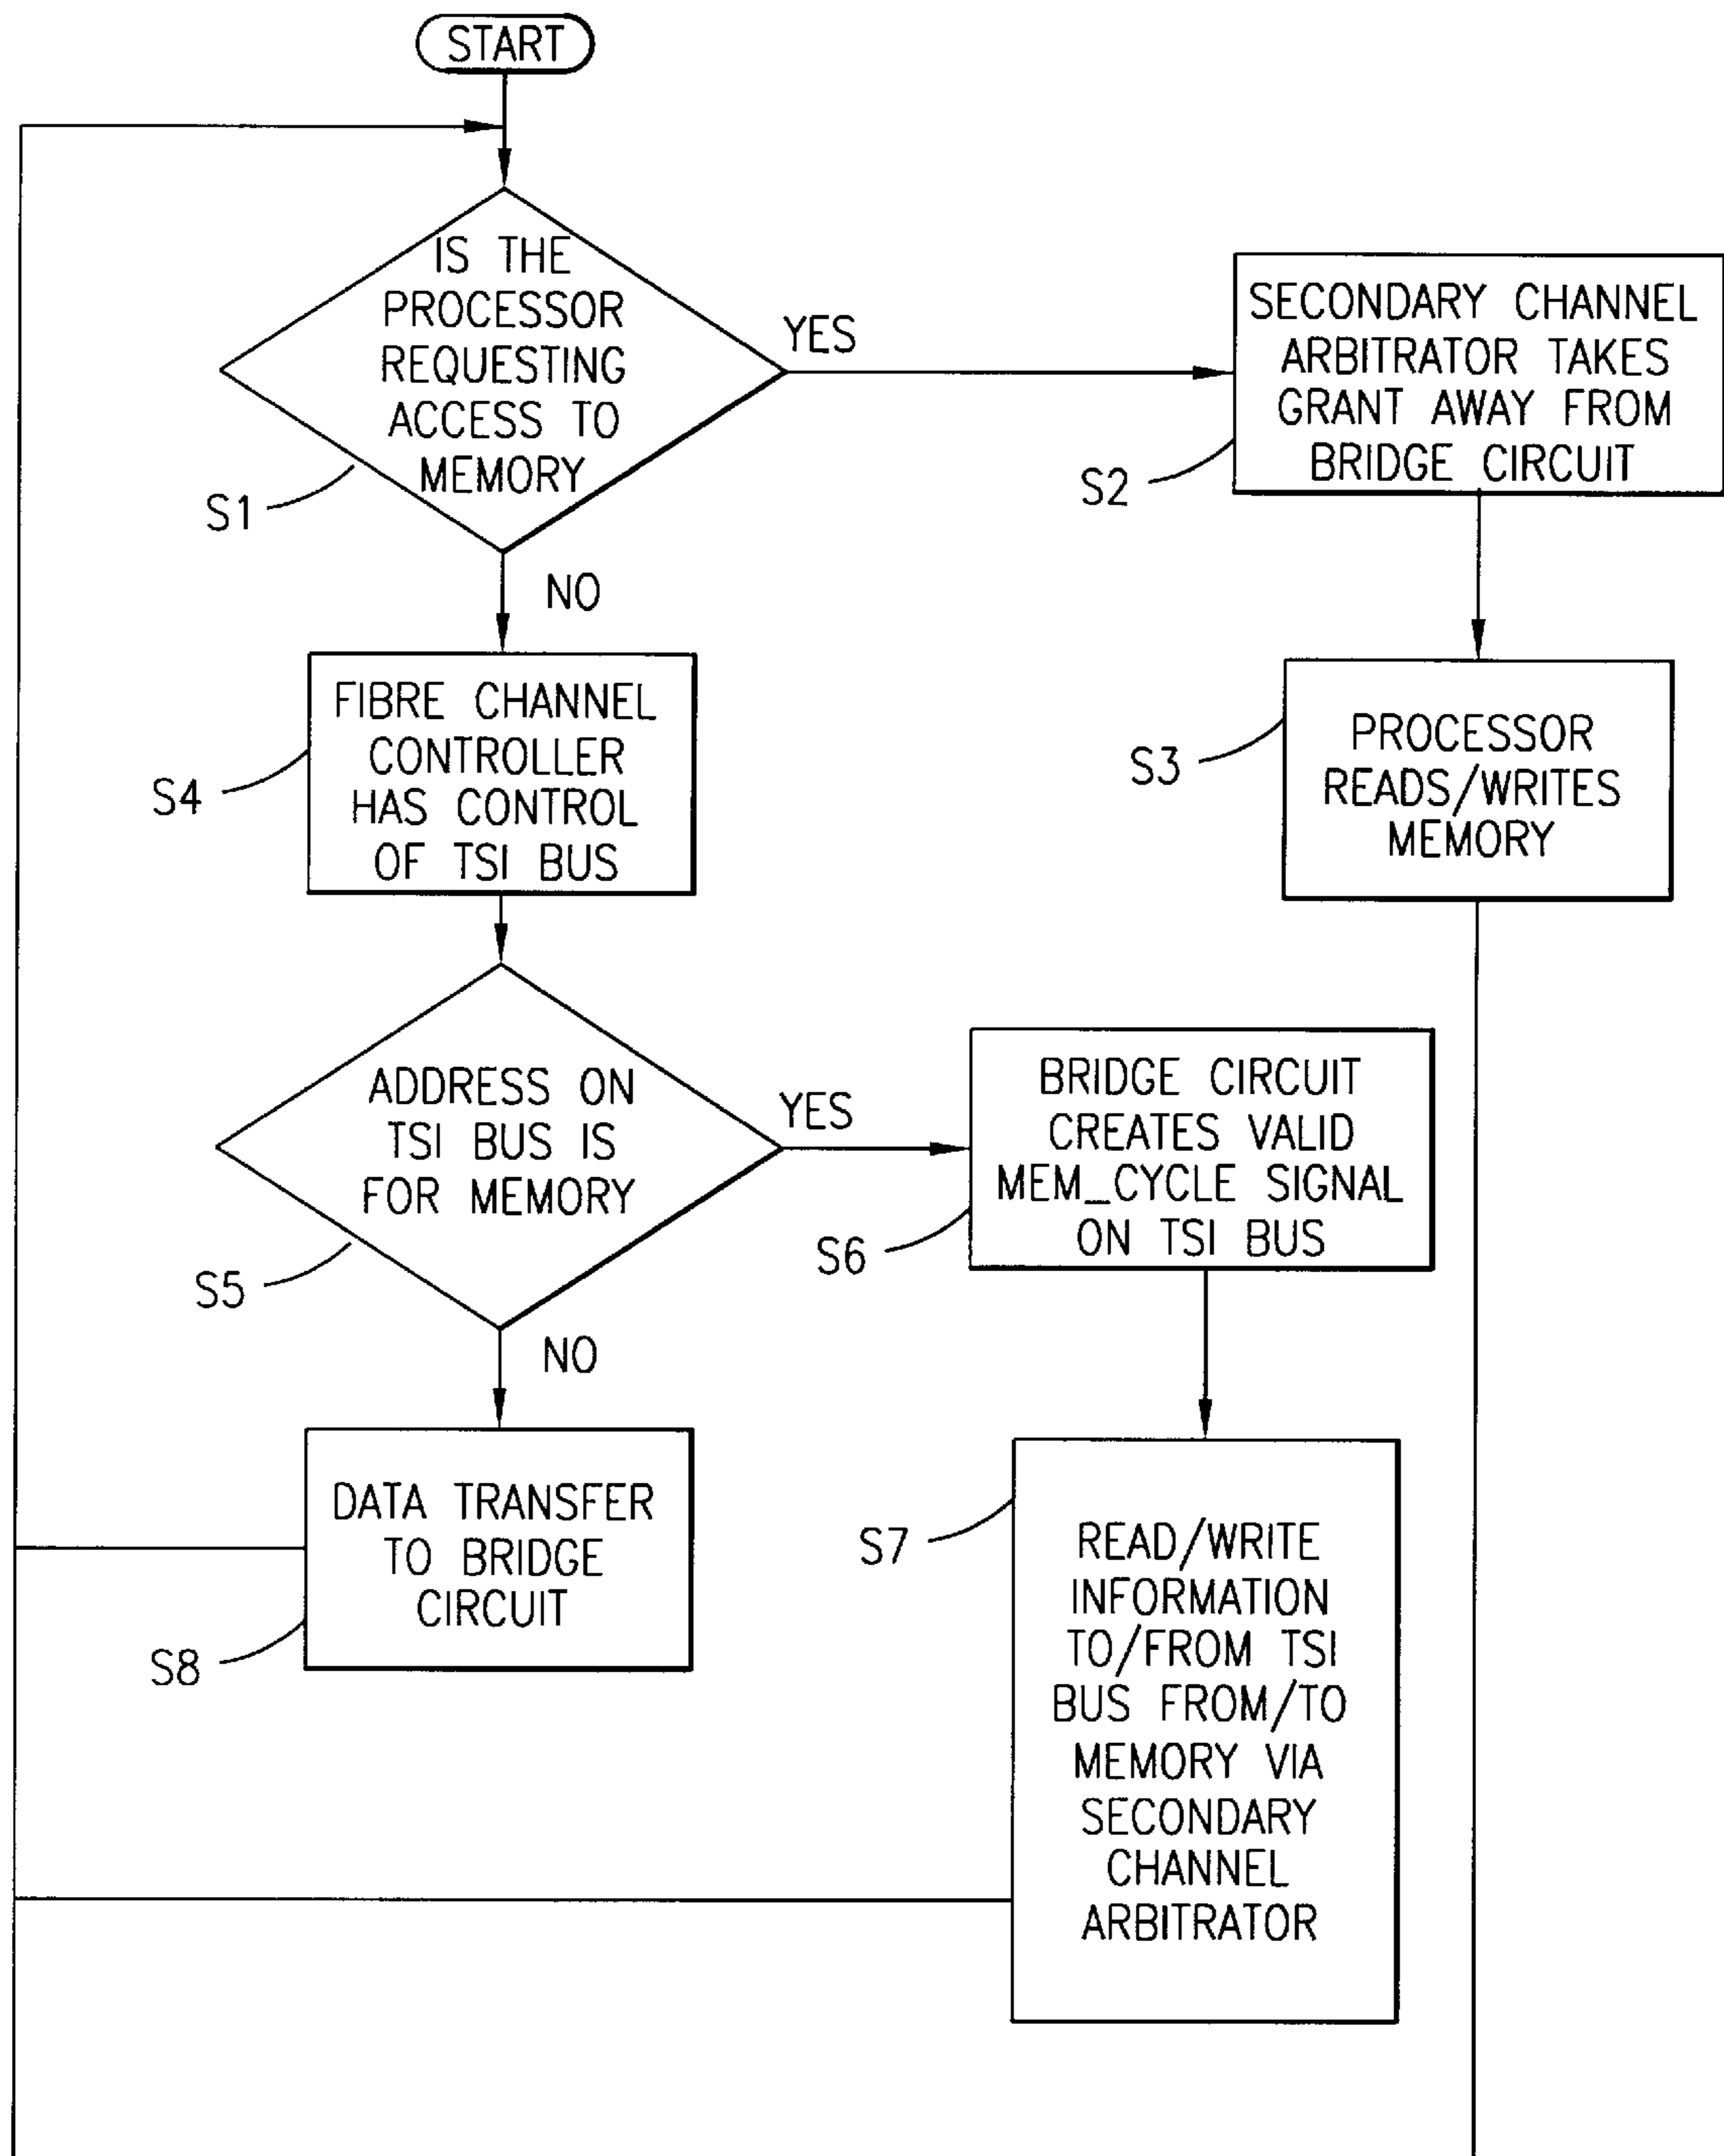 START
IS THE
PROCESSOR
REQUESTING
ACCESS TO
MEMORY
S1
YES
SECONDARY CHANNEL
ARBITRATOR TAKES
GRANT AWAY FROM
BRIDGE CIRCUIT
S2
NO
FIBRE CHANNEL
CONTROLLER
HAS CONTROL
OF TSI BUS
S4
PROCESSOR
READS/WRITES
MEMORY
S3
ADDRESS ON
TSI BUS IS
FOR MEMORY
S5
YES
BRIDGE CIRCUIT
CREATES VALID
MEM_CYCLE SIGNAL
ON TSI BUS
S6
NO
DATA TRANSFER
TO BRIDGE
CIRCUIT
S8
READ/WRITE
INFORMATION
TO/FROM TSI
BUS FROM/TO
MEMORY VIA
SECONDARY
CHANNEL
ARBITRATOR
S7